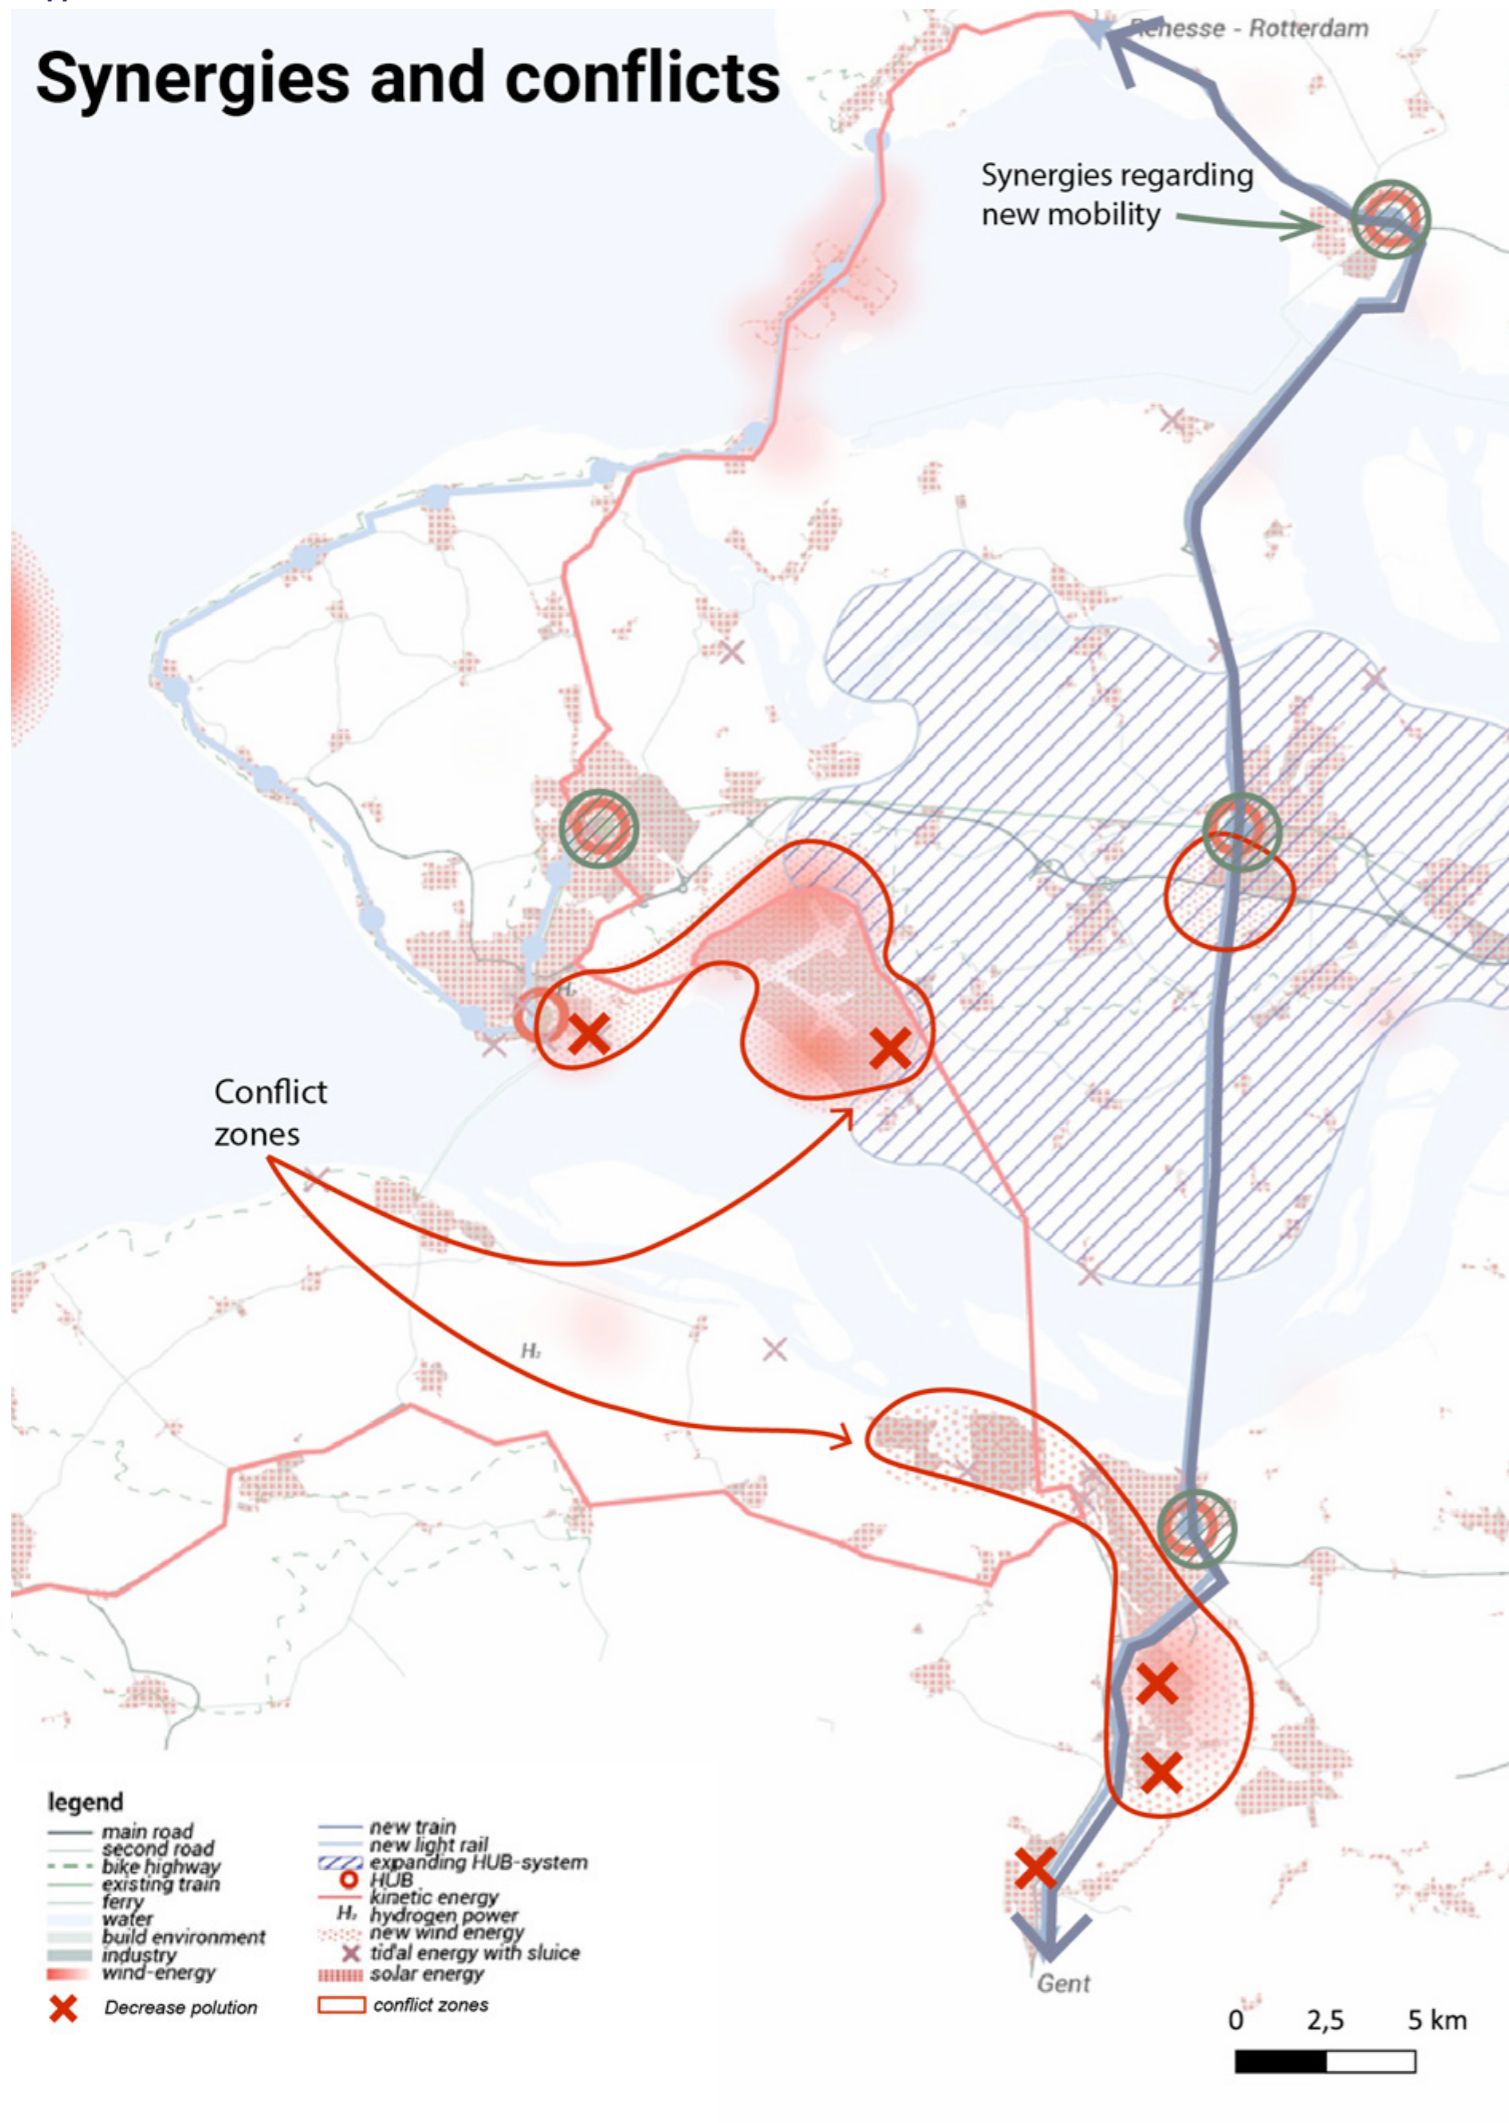 Synergies and conflicts
Renesse - Rotterdam
Synergies regarding
new mobility
H₂
Conflict
zones
H₂
Gent
legend
main road
second road
bike highway
existing train
ferry
water
build environment
industry
wind-energy
Decrease polution
new train
new light rail
expanding HUB-system
HUB
kinetic energy
H₂ hydrogen power
new wind energy
tidal energy with sluice
solar energy
conflict zones
0 2,5 5 km